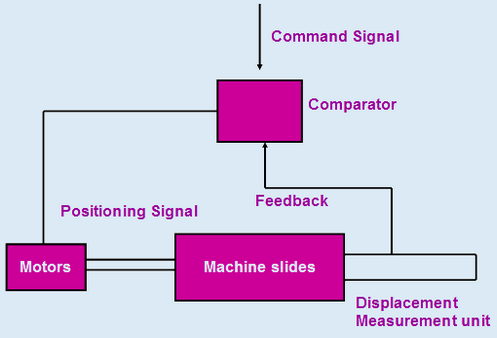 Command Signal
Comparator
Feedback
Positioning Signal
Motors
Machine slides
Displacement
Measurement unit